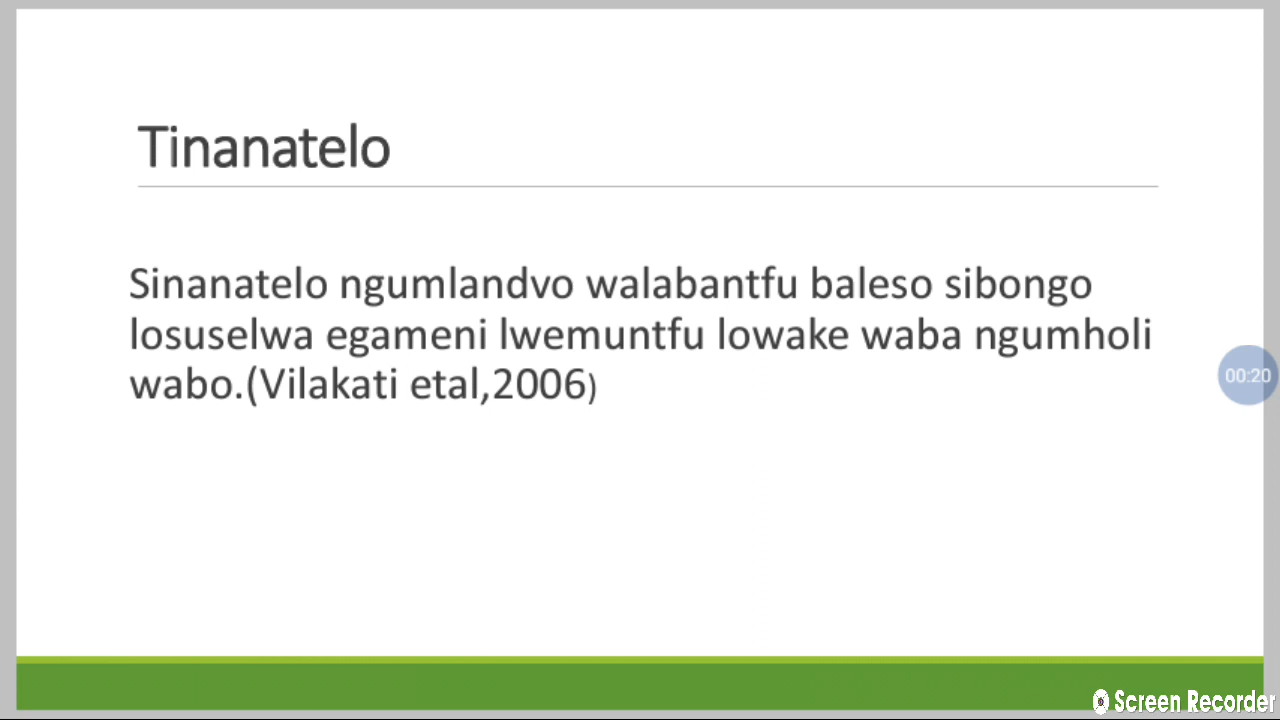 Tinanatelo
Sinanatelo ngumlandvo walabantfu baleso sibongo
losuselwa egameni lwemuntfu lowake waba ngumholi
wabo.(Vilakati etal,2006)
00:20
Screen Recorder